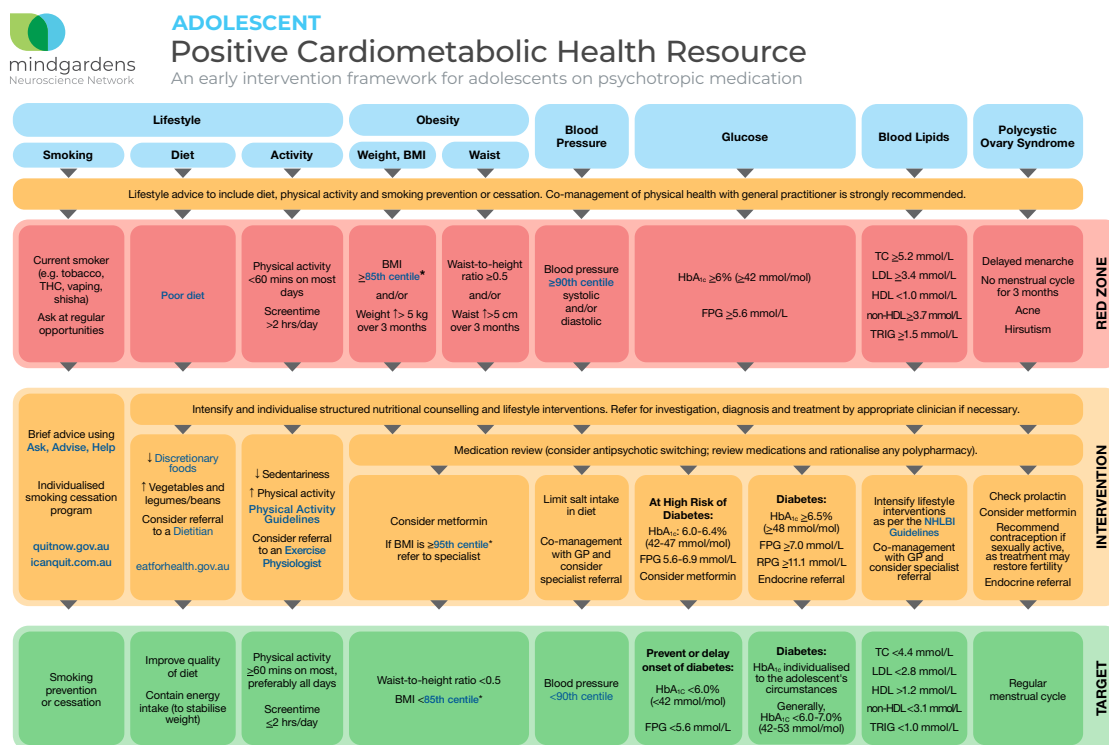 mindgardens
Neuroscience Network
ADOLESCENT
Positive Cardiometabolic Health Resource
An early intervention framework for adolescents on psychotropic medication
Lifestyle
Obesity
Blood
Pressure
Glucose
Blood Lipids
Polycystic
Ovary Syndrome
Smoking
Diet
Activity
Weight, BMI
Waist
Lifestyle advice to include diet, physical activity and smoking prevention or cessation. Co-management of physical health with general practitioner is strongly recommended.
Current smoker
(e.g. tobacco,
THC, vaping,
shisha)
Ask at regular
opportunities
Poor diet
Physical activity
<60 mins on most
days
Screentime
>2 hrs/day
BMI
≥85th centile*
and/or
Weight ↑> 5 kg
over 3 months
Waist-to-height
ratio ≥0.5
and/or
Waist ↑>5 cm
over 3 months
Blood pressure
≥90th centile
systolic
and/or
diastolic
HbA1c ≥6% (≥42 mmol/mol)
FPG ≥5.6 mmol/L
TC ≥5.2 mmol/L
LDL ≥3.4 mmol/L
HDL <1.0 mmol/L
non-HDL≥3.7 mmol/L
TRIG ≥1.5 mmol/L
Delayed menarche
No menstrual cycle
for 3 months
Acne
Hirsutism
RED ZONE
Brief advice using
Ask, Advise, Help
Individualised
smoking cessation
program
quitnow.gov.au
icanquit.com.au
Intensify and individualise structured nutritional counselling and lifestyle interventions. Refer for investigation, diagnosis and treatment by appropriate clinician if necessary.
↓ Discretionary
foods
↑ Vegetables and
legumes/beans
Consider referral
to a Dietitian
eatforhealth.gov.au
↓ Sedentariness
↑ Physical activity
Physical Activity
Guidelines
Consider referral
to an Exercise
Physiologist
Medication review (consider antipsychotic switching; review medications and rationalise any polypharmacy).
Consider metformin
If BMI is ≥95th centile*
refer to specialist
Limit salt intake
in diet
Co-management
with GP and
consider
specialist referral
At High Risk of
Diabetes:
HbA1c: 6.0-6.4%
(42-47 mmol/mol)
FPG 5.6-6.9 mmol/L
Consider metformin
Diabetes:
HbA1c ≥6.5%
(≥48 mmol/mol)
FPG ≥7.0 mmol/L
RPG ≥11.1 mmol/L
Endocrine referral
Intensify lifestyle
interventions
as per the NHLBI
Guidelines
Co-management
with GP and
consider specialist
referral
Check prolactin
Consider metformin
Recommend
contraception if
sexually active,
as treatment may
restore fertility
Endocrine referral
INTERVENTION
Smoking
prevention
or cessation
Improve quality
of diet
Contain energy
intake (to stabilise
weight)
Physical activity
≥60 mins on most,
preferably all days
Screentime
≤2 hrs/day
Waist-to-height ratio <0.5
BMI <85th centile*
Blood pressure
<90th centile
Prevent or delay
onset of diabetes:
HbA1C <6.0%
(<42 mmol/mol)
FPG <5.6 mmol/L
Diabetes:
HbA1C individualised
to the adolescent's
circumstances
Generally,
HbA1C <6.0-7.0%
(42-53 mmol/mol)
TC <4.4 mmol/L
LDL <2.8 mmol/L
HDL >1.2 mmol/L
non-HDL<3.1 mmol/L
TRIG <1.0 mmol/L
Regular
menstrual cycle
TARGET